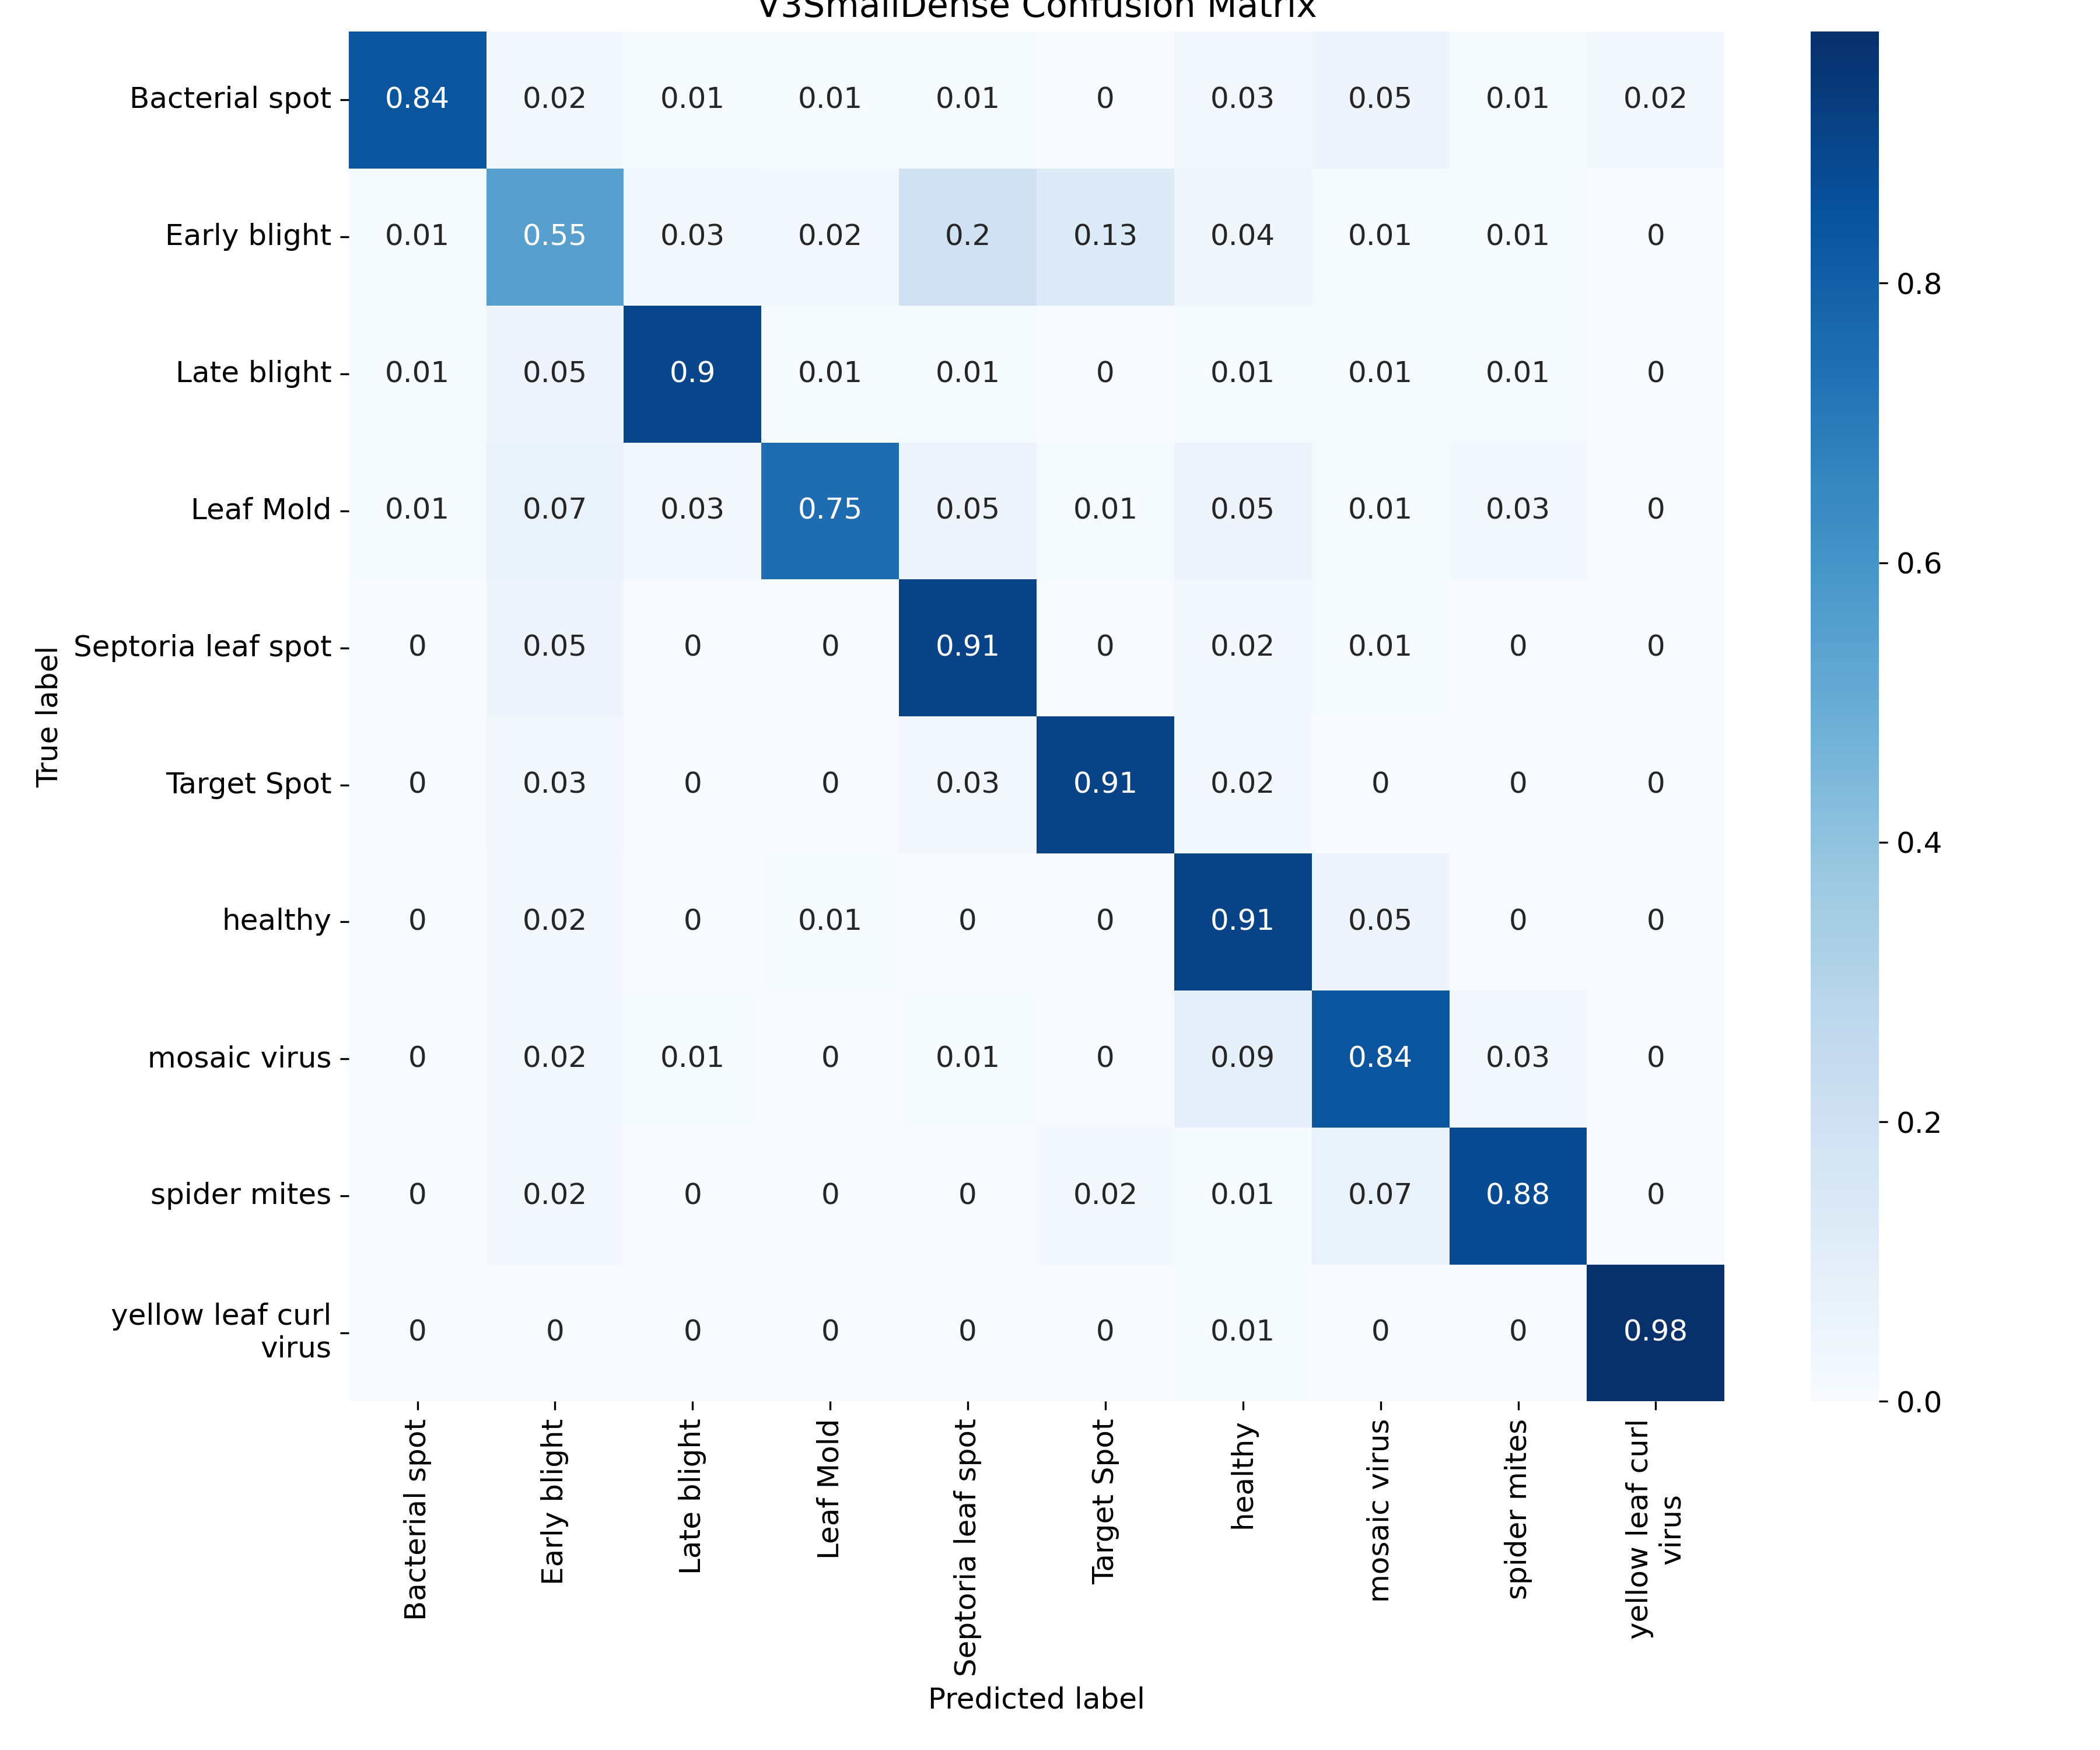 V3SmallDense Confusion Matrix
Bacterial spot 0.84 0.02 0.01 0.01 0.01 0 0.03 0.05 0.01 0.02
Early blight 0.01 0.55 0.03 0.02 0.2 0.13 0.04 0.01 0.01 0
Late blight 0.01 0.05 0.9 0.01 0.01 0 0.01 0.01 0.01 0
Leaf Mold 0.01 0.07 0.03 0.75 0.05 0.01 0.05 0.01 0.03 0
Septoria leaf spot 0 0.05 0 0 0.91 0 0.02 0.01 0 0
Target Spot 0 0.03 0 0 0.03 0.91 0.02 0 0 0
healthy 0 0.02 0 0.01 0 0 0.91 0.05 0 0
mosaic virus 0 0.02 0.01 0 0.01 0 0.09 0.84 0.03 0
spider mites 0 0.02 0 0 0 0.02 0.01 0.07 0.88 0
yellow leaf curl
virus 0 0 0 0 0 0 0.01 0 0 0.98
True label
Bacterial spot
Early blight
Late blight
Leaf Mold
Septoria leaf spot
Target Spot
healthy
mosaic virus
spider mites
yellow leaf curl
virus
Predicted label
0.8
0.6
0.4
0.2
0.0